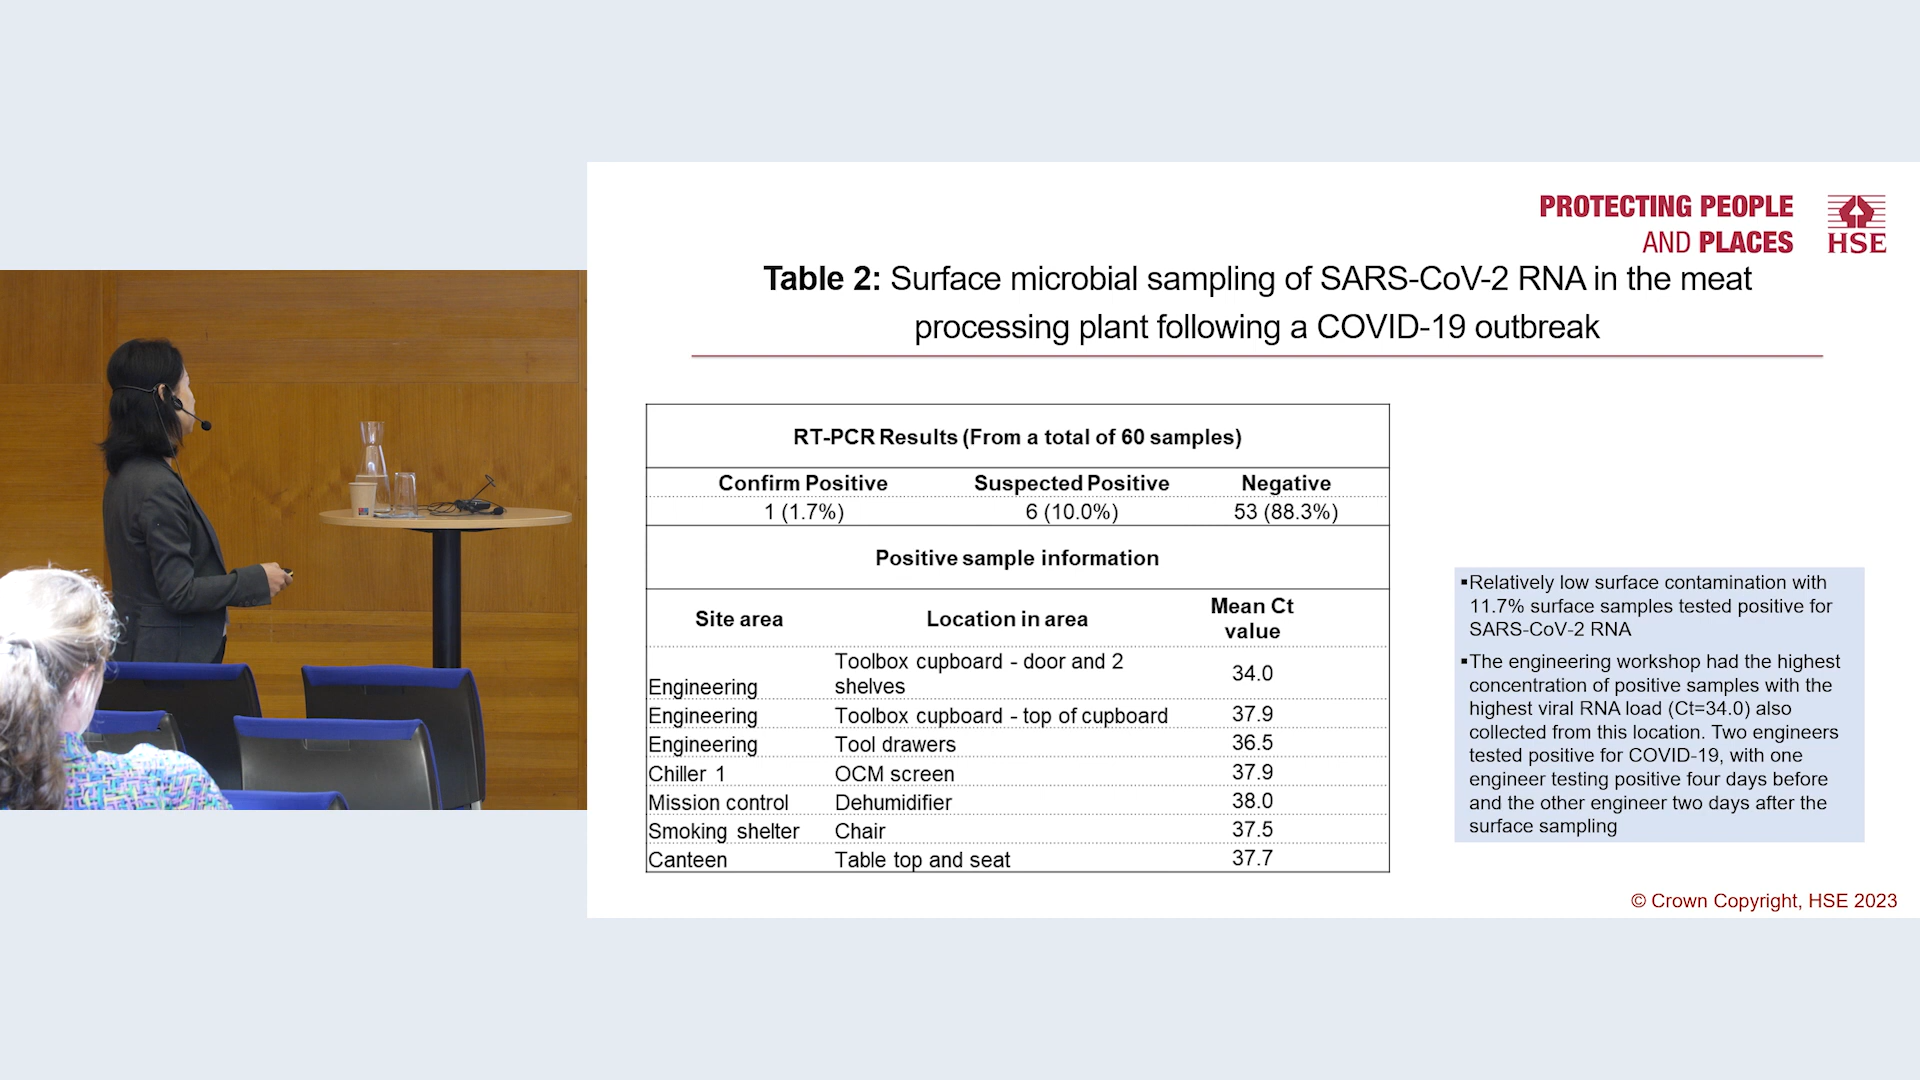 PROTECTING PEOPLE
AND PLACES
HSE
Table 2: Surface microbial sampling of SARS-CoV-2 RNA in the meat
processing plant following a COVID-19 outbreak
RT-PCR Results (From a total of 60 samples)
Confirm Positive Suspected Positive Negative
1 (1.7%) 6 (10.0%) 53 (88.3%)
Positive sample information
Site area Location in area Mean Ct
value
Engineering Toolbox cupboard - door and 2
shelves 34.0
Engineering Toolbox cupboard - top of cupboard 37.9
Engineering Tool drawers 36.5
Chiller 1 OCM screen 37.9
Mission control Dehumidifier 38.0
Smoking shelter Chair 37.5
Canteen Table top and seat 37.7
▪Relatively low surface contamination with
11.7% surface samples tested positive for
SARS-CoV-2 RNA
▪The engineering workshop had the highest
concentration of positive samples with the
highest viral RNA load (Ct=34.0) also
collected from this location. Two engineers
tested positive for COVID-19, with one
engineer testing positive four days before
and the other engineer two days after the
surface sampling
© Crown Copyright, HSE 2023